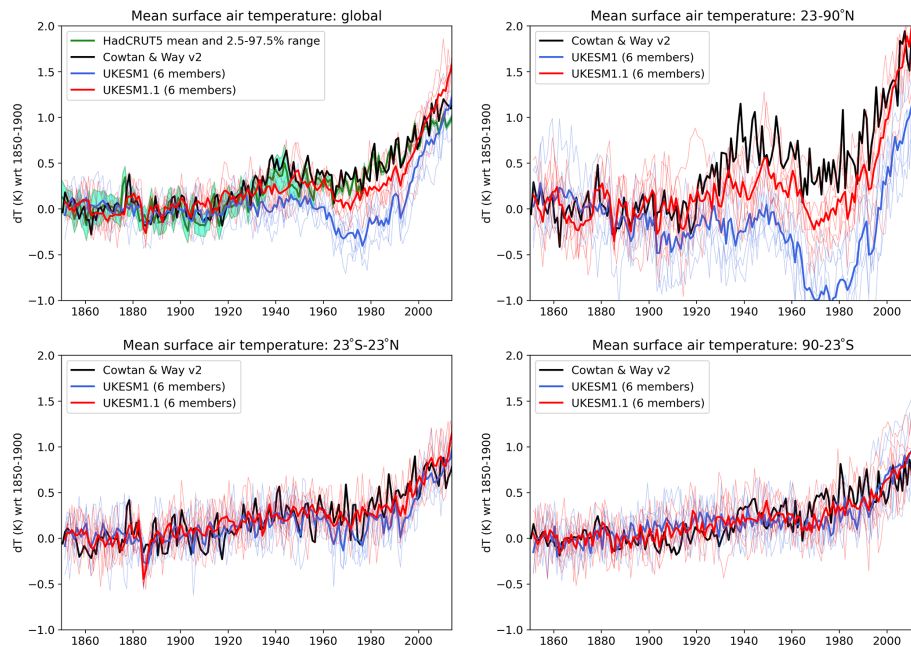 Mean surface air temperature: global
HadCRUT5 mean and 2.5-97.5% range
Cowtan & Way v2
UKESM1 (6 members)
UKESM1.1 (6 members)
dT (K) wrt 1850-1900
2.0
1.5
1.0
0.5
0.0
−0.5
−1.0
1860 1880 1900 1920 1940 1960 1980 2000
Mean surface air temperature: 23-90˚N
Cowtan & Way v2
UKESM1 (6 members)
UKESM1.1 (6 members)
dT (K) wrt 1850-1900
2.0
1.5
1.0
0.5
0.0
−0.5
−1.0
1860 1880 1900 1920 1940 1960 1980 2000
Mean surface air temperature: 23˚S-23˚N
Cowtan & Way v2
UKESM1 (6 members)
UKESM1.1 (6 members)
dT (K) wrt 1850-1900
2.0
1.5
1.0
0.5
0.0
−0.5
−1.0
1860 1880 1900 1920 1940 1960 1980 2000
Mean surface air temperature: 90-23˚S
Cowtan & Way v2
UKESM1 (6 members)
UKESM1.1 (6 members)
dT (K) wrt 1850-1900
2.0
1.5
1.0
0.5
0.0
−0.5
−1.0
1860 1880 1900 1920 1940 1960 1980 2000